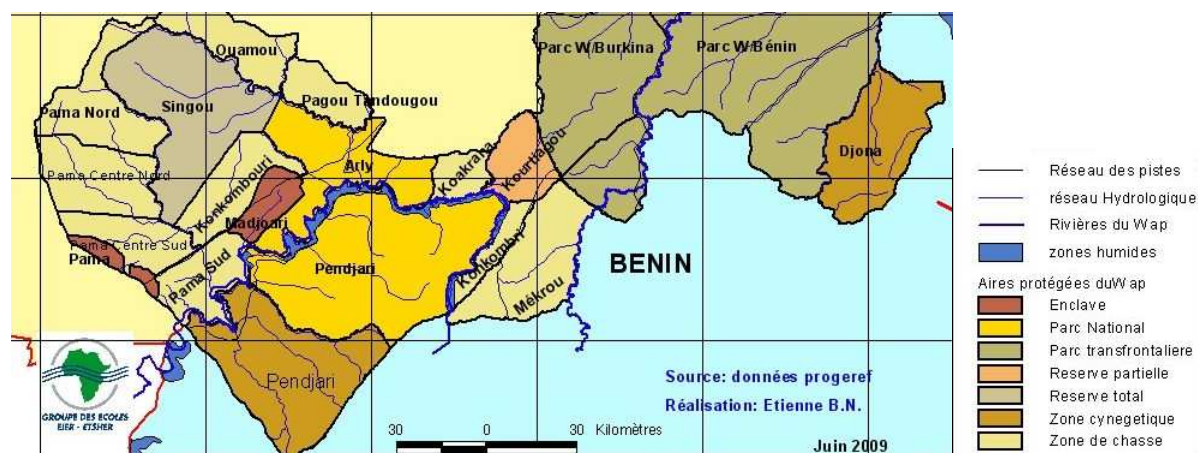 Ouamou
Parc W/Burkina
Parc W/Bénin
Pagou Tandougou
Singou
Pama Nord
Djona
Arly
Koakrana
Kourtagou
Pama Centre Nord
Konkombouri
Madjoari
Pama Centre Sud
Pama
Pama Sud
Pendjari
Konkombri
Mékrou
BENIN
Pendjari
GROUPE DES ECOLES
EIER - ETSHER
Source: données progeref
Réalisation: Etienne B.N.
30 0 30 Kilomètres
Juin 2009
Réseau des pistes
réseau Hydrologique
Rivières du Wap
zones humides
Aires protégées duWap
Enclave
Parc National
Parc transfrontaliere
Reserve partielle
Reserve total
Zone cynegetique
Zone de chasse